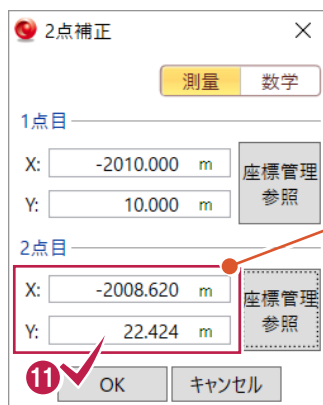 2点補正
測量 数学
1点目
X: -2010.000 m
座標管理
参照
Y: 10.000 m
2点目
X: -2008.620 m
座標管理
参照
Y: 22.424 m
11
OK キャンセル